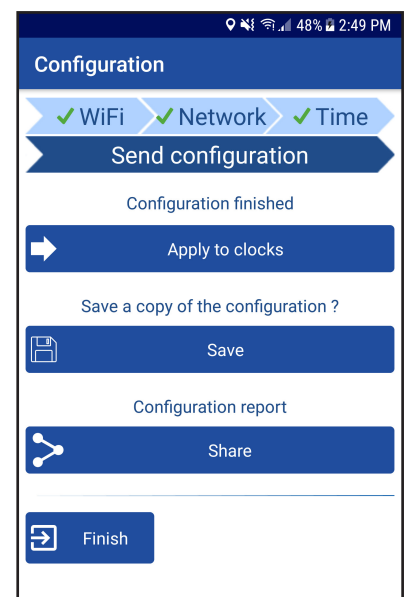 48% 2:49 PM
Configuration
WiFi Network Time
Send configuration
Configuration finished
Apply to clocks
Save a copy of the configuration ?
Save
Configuration report
Share
Finish